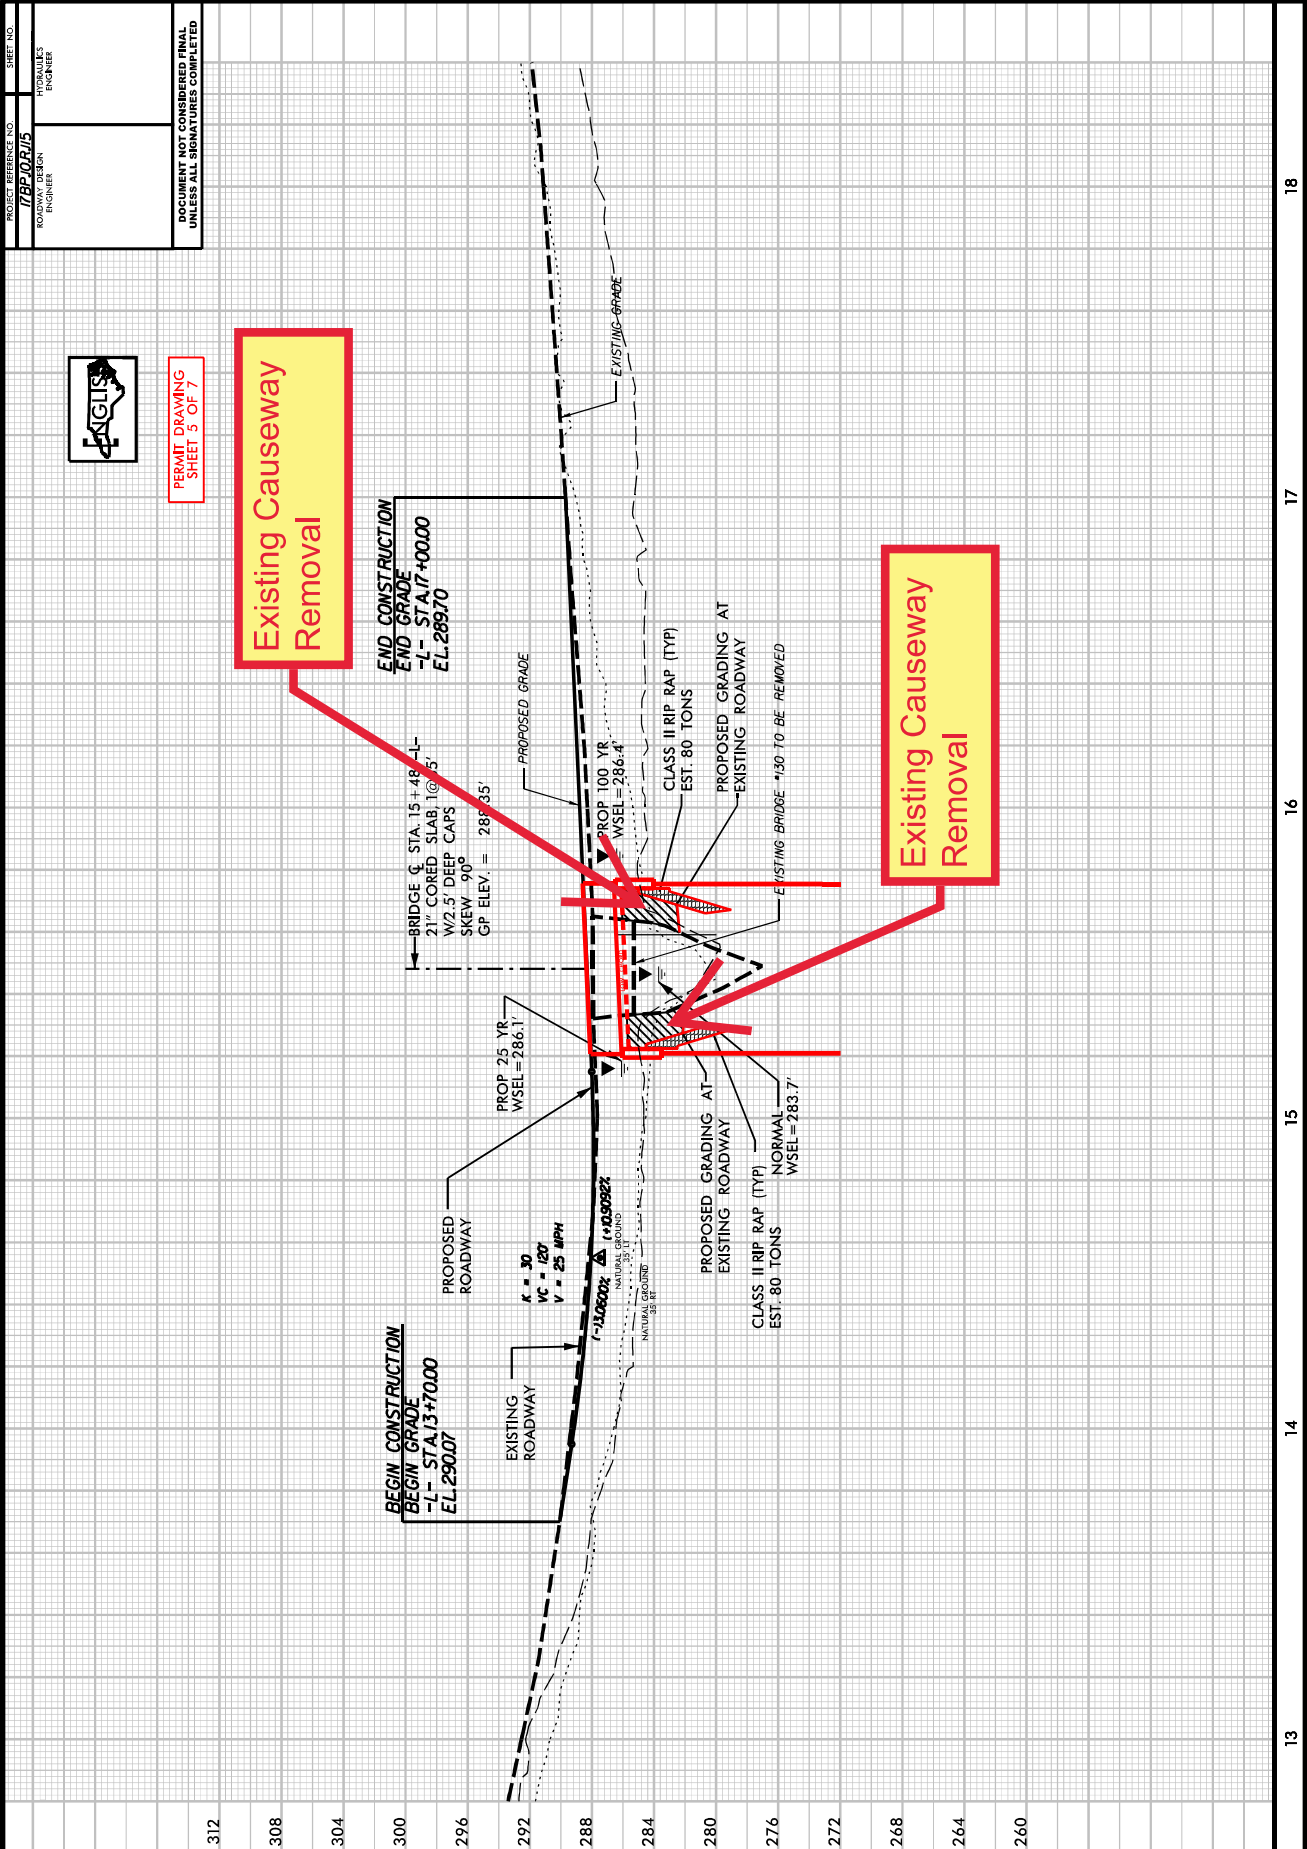 PROJECT REFERENCE NO.
SHEET NO.
17BP.10.R.115
ROADWAY DESIGN
ENGINEER
HYDRAULICS
ENGINEER
DOCUMENT NOT CONSIDERED FINAL
UNLESS ALL SIGNATURES COMPLETED
ENGLISH
PERMIT DRAWING
SHEET 5 OF 7
Existing Causeway
Removal
BEGIN CONSTRUCTION
BEGIN GRADE
-L- STA.13+70.00
EL.290.07
END CONSTRUCTION
END GRADE
-L- STA.17+00.00
EL.289.70
BRIDGE ℄ STA. 15+48 -L-
21" CORED SLAB, 1@
W/2.5' DEEP CAPS
SKEW 90°
GP ELEV. = 288.35'
PROPOSED
ROADWAY
PROP 25 YR
WSEL=286.1'
PROPOSED GRADE
EXISTING
ROADWAY
K = 30
VC = 120'
V = 25 MPH
(-)3.0600%
(+)0.9092%
NATURAL GROUND
35' LT
NATURAL GROUND
35' RT
PROP 100 YR
WSEL=286.4'
EXISTING GRADE
CLASS II RIP RAP (TYP)
EST. 80 TONS
PROPOSED GRADING AT
EXISTING ROADWAY
PROPOSED GRADING AT
EXISTING ROADWAY
CLASS II RIP RAP (TYP)
EST. 80 TONS
NORMAL
WSEL=283.7'
EXISTING BRIDGE #130 TO BE REMOVED
Existing Causeway
Removal
312
308
304
300
296
292
288
284
280
276
272
268
264
260
13
14
15
16
17
18